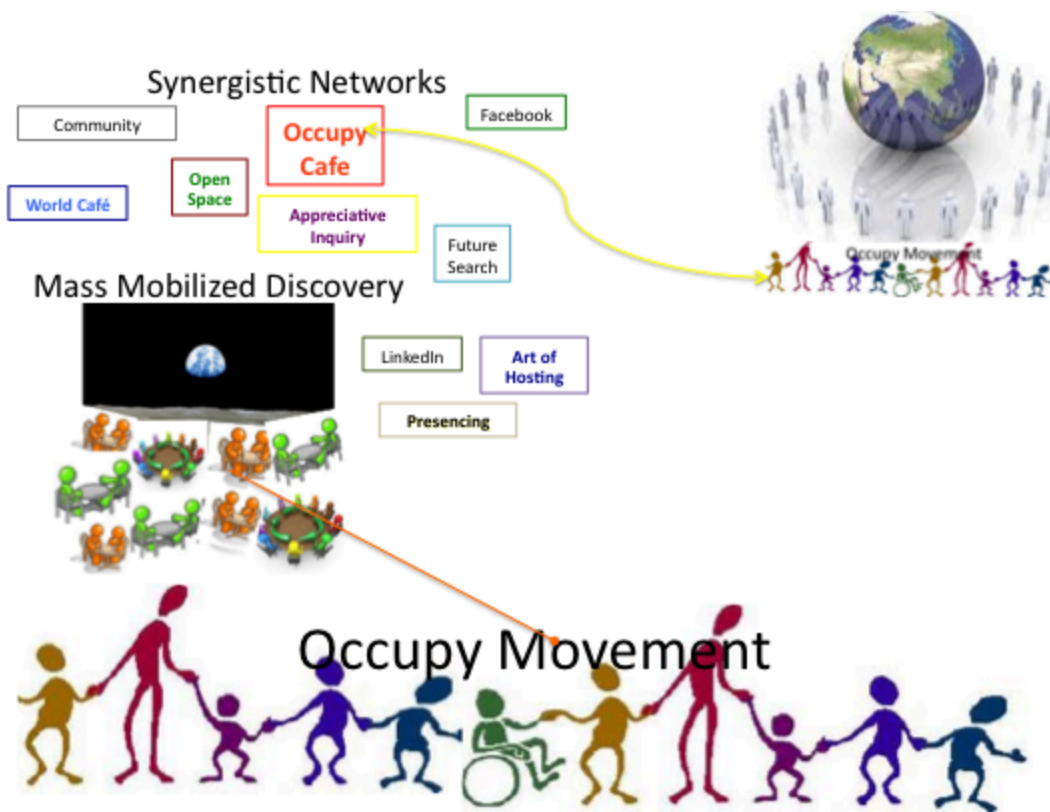 Synergistic Networks
Community
Occupy
Cafe
Facebook
Open
Space
World Café
Appreciative
Inquiry
Future
Search
Occupy Movement
Mass Mobilized Discovery
LinkedIn
Art of
Hosting
Presencing
Occupy Movement